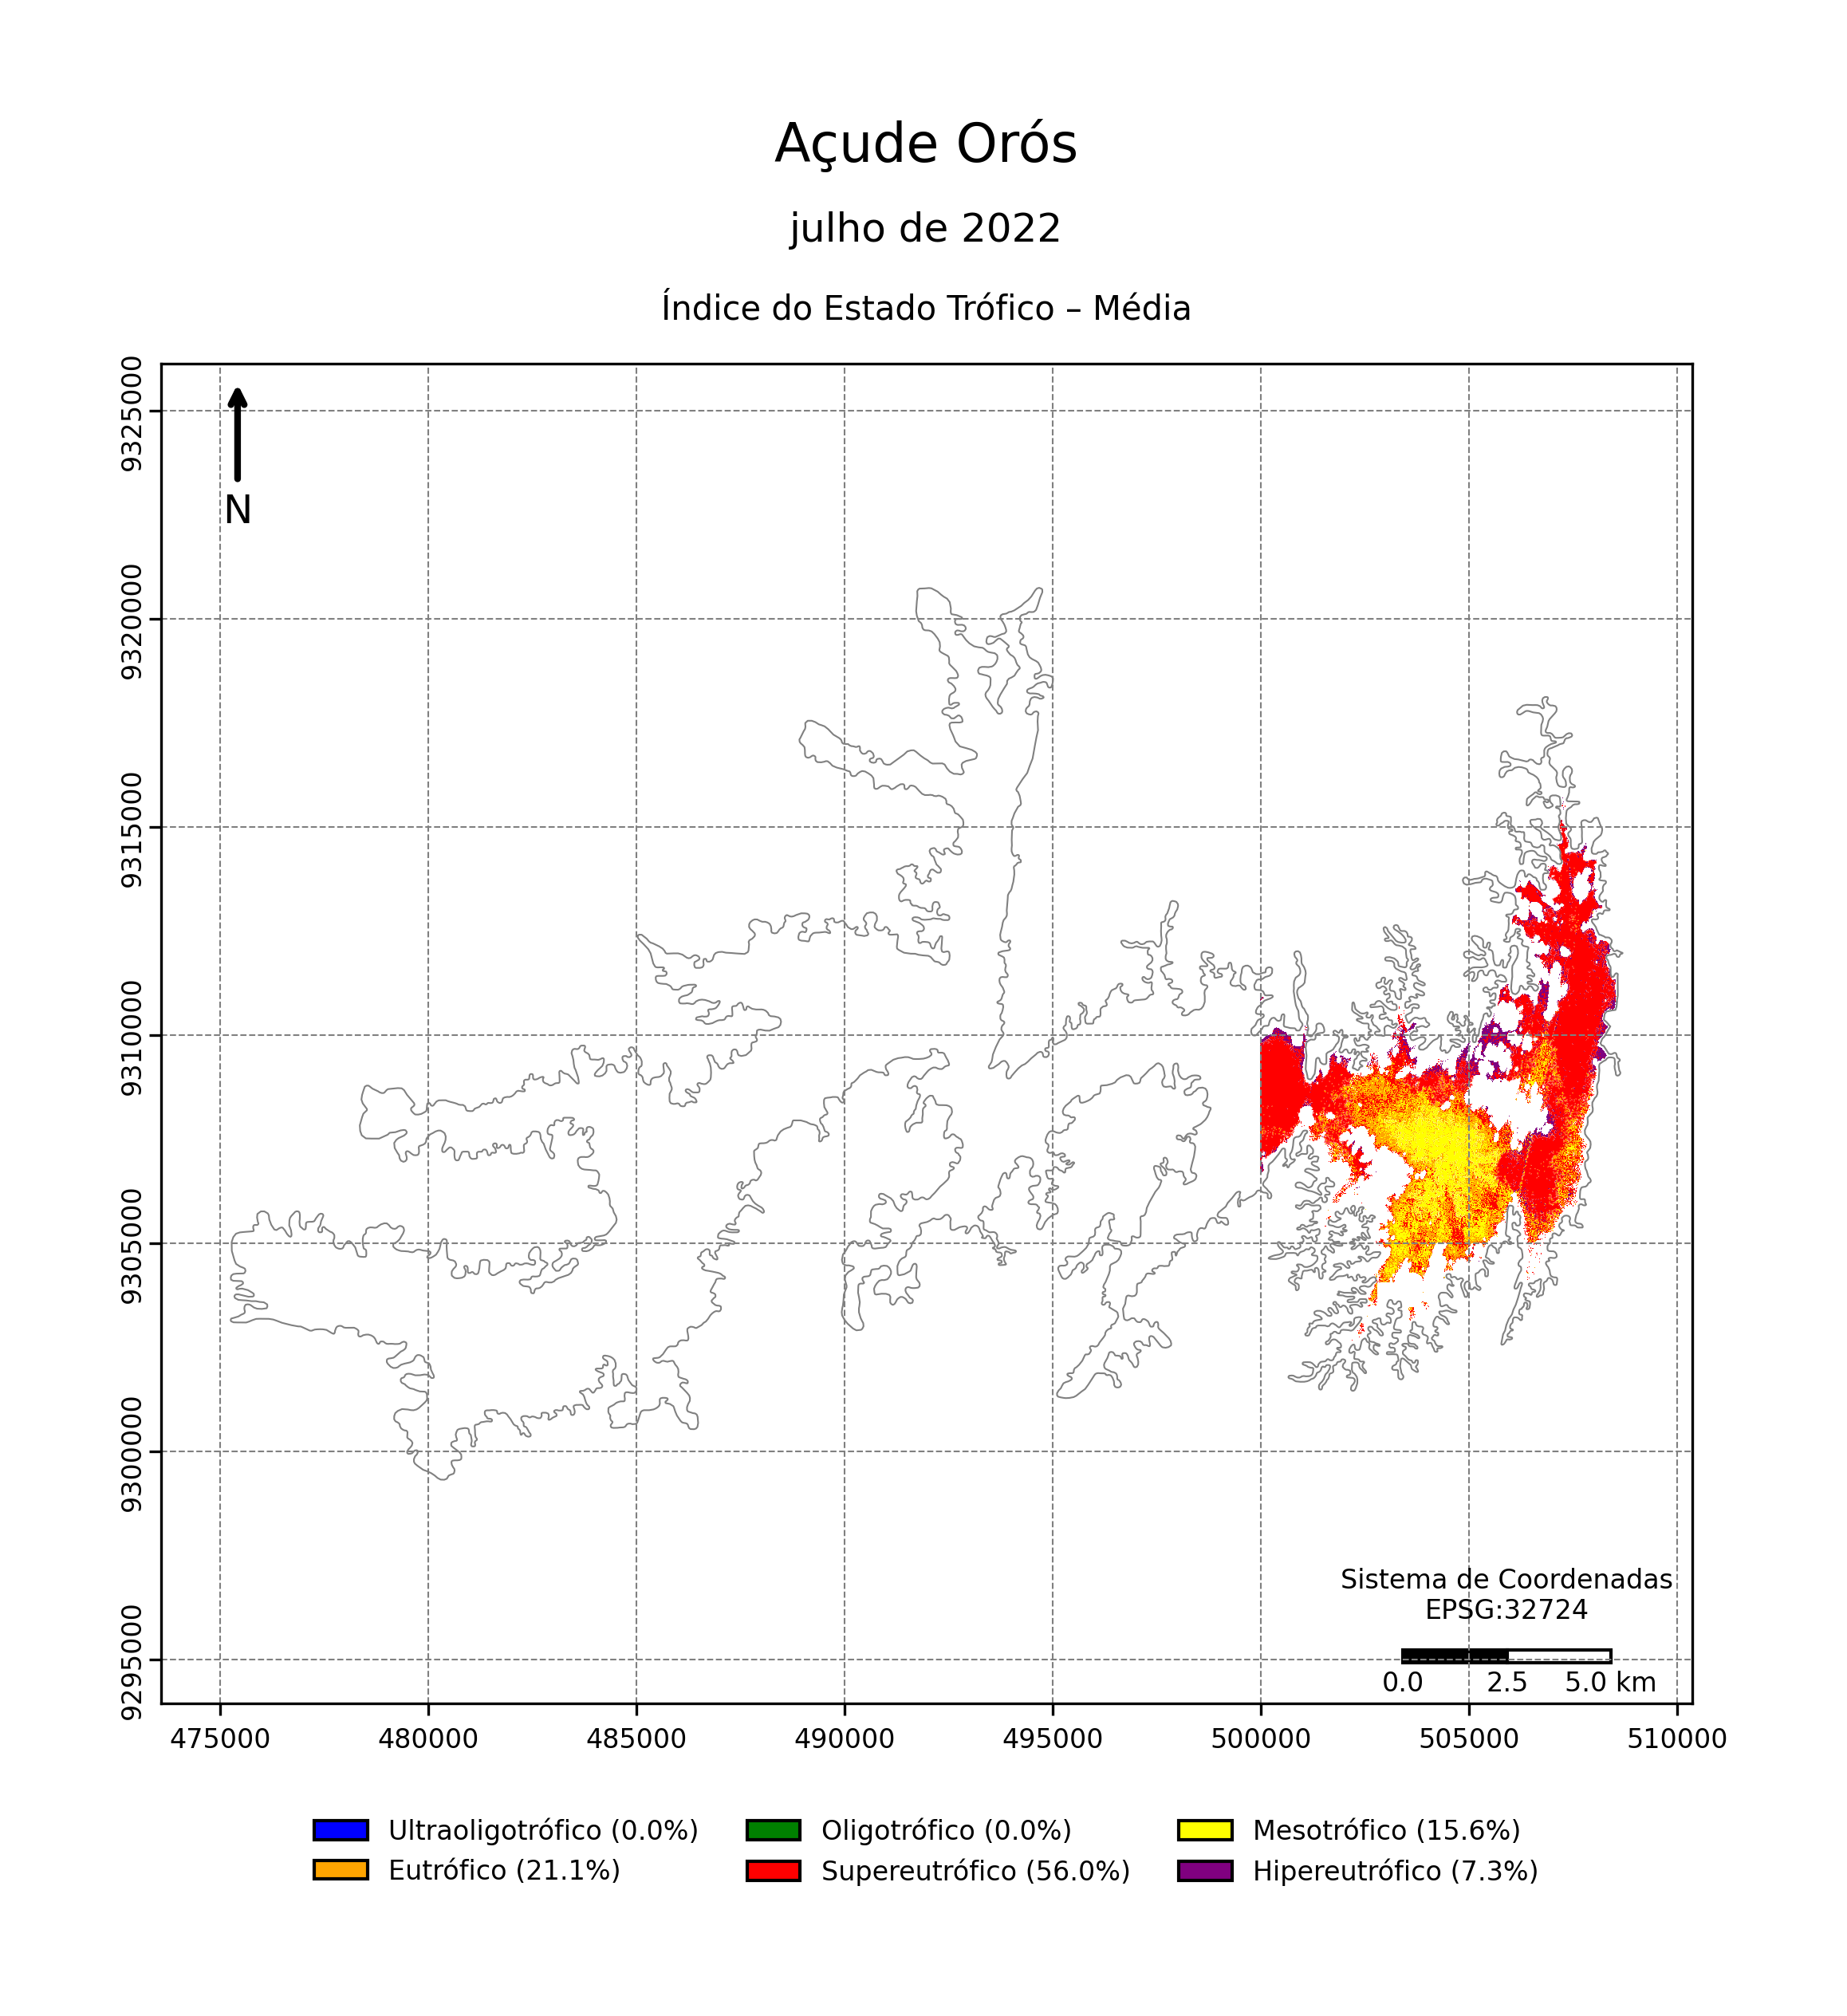 Açude Orós
julho de 2022
Índice do Estado Trófico – Média
9325000
9320000
9315000
9310000
9305000
9300000
9295000
N
Sistema de Coordenadas
EPSG:32724
0.0 2.5 5.0 km
475000 480000 485000 490000 495000 500000 505000 510000
Ultraoligotrófico (0.0%) Oligotrófico (0.0%) Mesotrófico (15.6%)
Eutrófico (21.1%) Supereutrófico (56.0%) Hipereutrófico (7.3%)